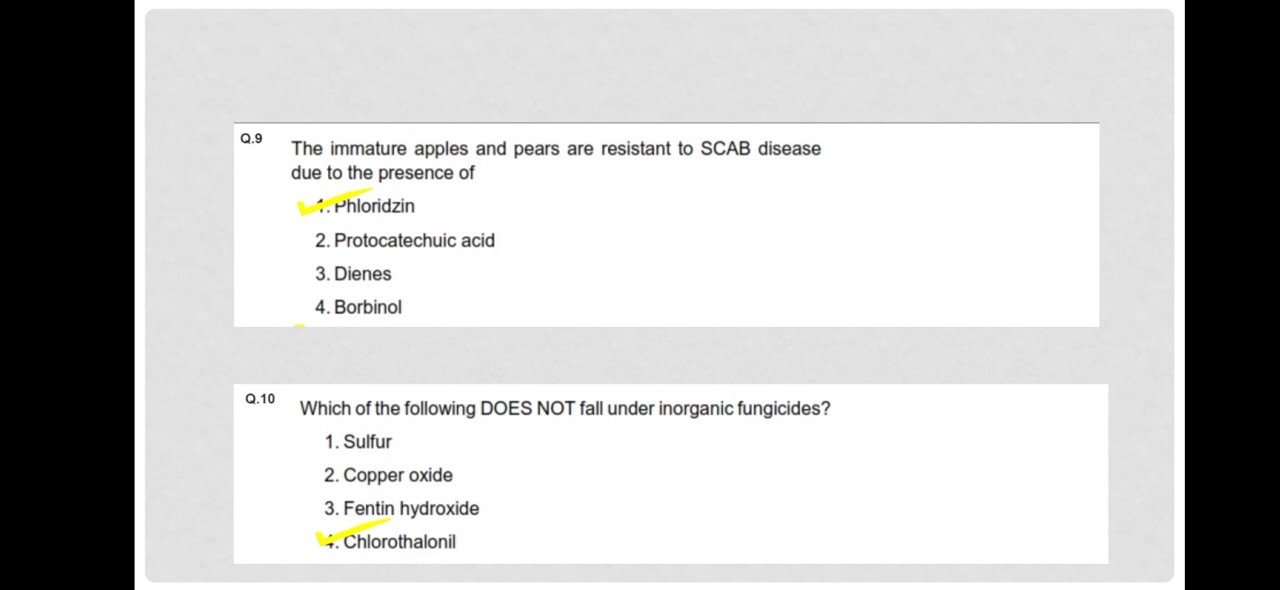 Q.9
The immature apples and pears are resistant to SCAB disease
due to the presence of
1. Phloridzin
2. Protocatechuic acid
3. Dienes
4. Borbinol
Q.10
Which of the following DOES NOT fall under inorganic fungicides?
1. Sulfur
2. Copper oxide
3. Fentin hydroxide
4. Chlorothalonil